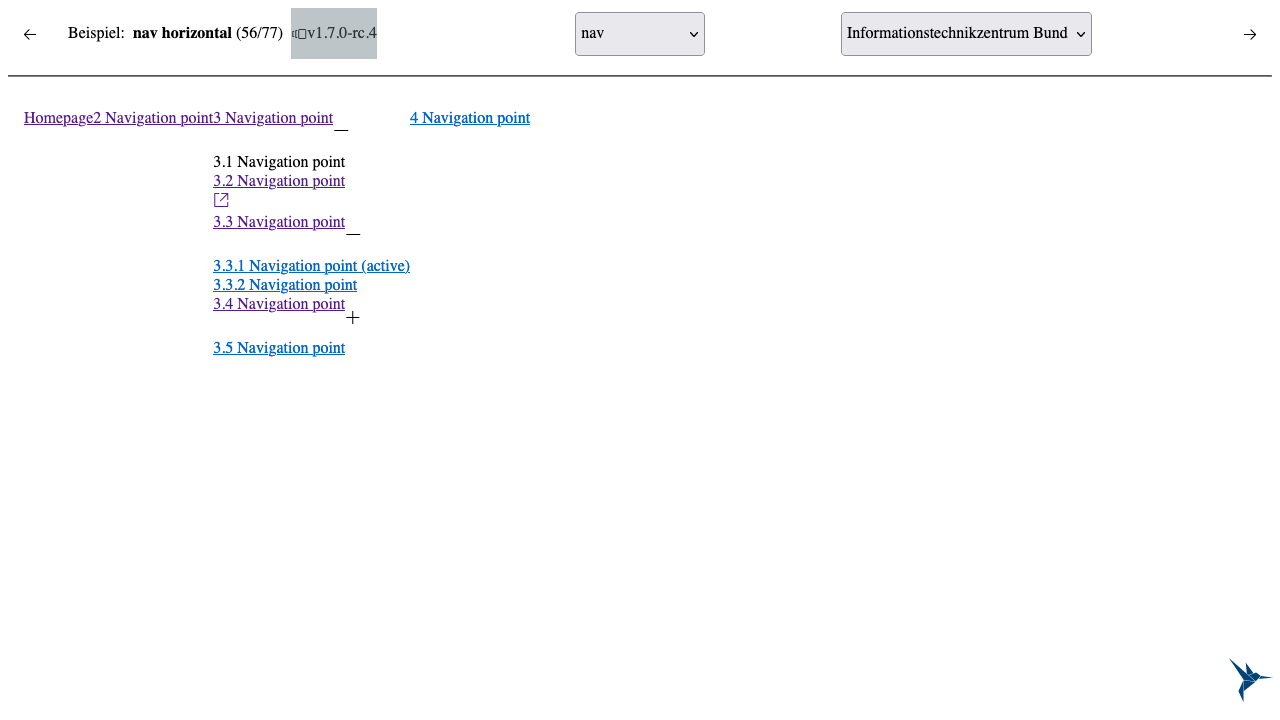 Beispiel: nav horizontal (56/77) v1.7.0-rc.4 nav Informationstechnikzentrum Bund
Homepage2 Navigation point3 Navigation point 4 Navigation point
3.1 Navigation point
3.2 Navigation point
3.3 Navigation point
3.3.1 Navigation point (active)
3.3.2 Navigation point
3.4 Navigation point
3.5 Navigation point